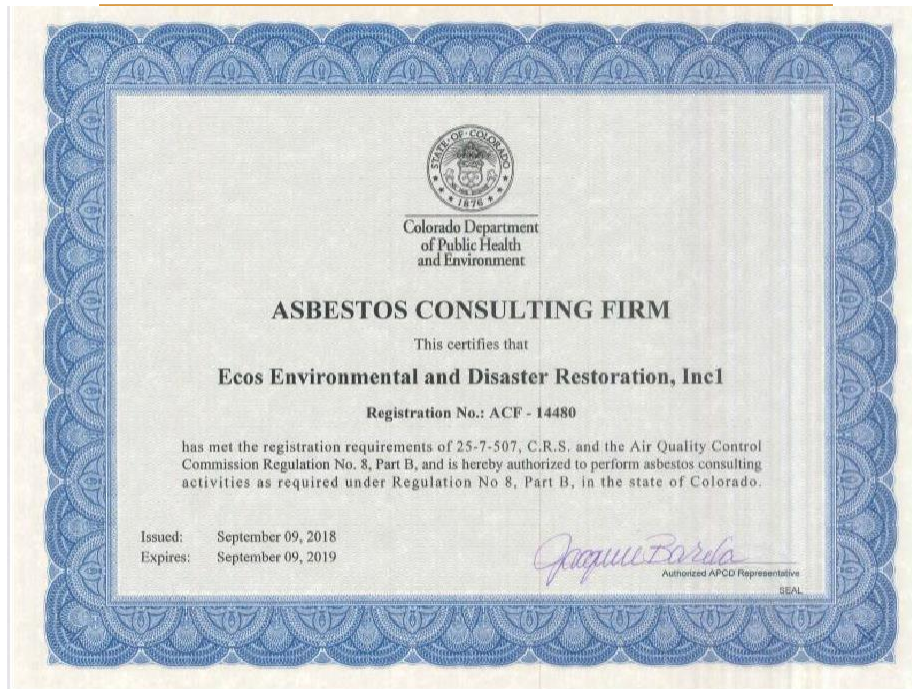 STATE·OF·COLORADO
1876
Colorado Department
of Public Health
and Environment
ASBESTOS CONSULTING FIRM
This certifies that
Ecos Environmental and Disaster Restoration, Inc1
Registration No.: ACF - 14480
has met the registration requirements of 25-7-507, C.R.S. and the Air Quality Control
Commission Regulation No. 8, Part B, and is hereby authorized to perform asbestos consulting
activities as required under Regulation No 8, Part B, in the state of Colorado.
Issued: September 09, 2018
Expires: September 09, 2019
Authorized APCD Representative
SEAL